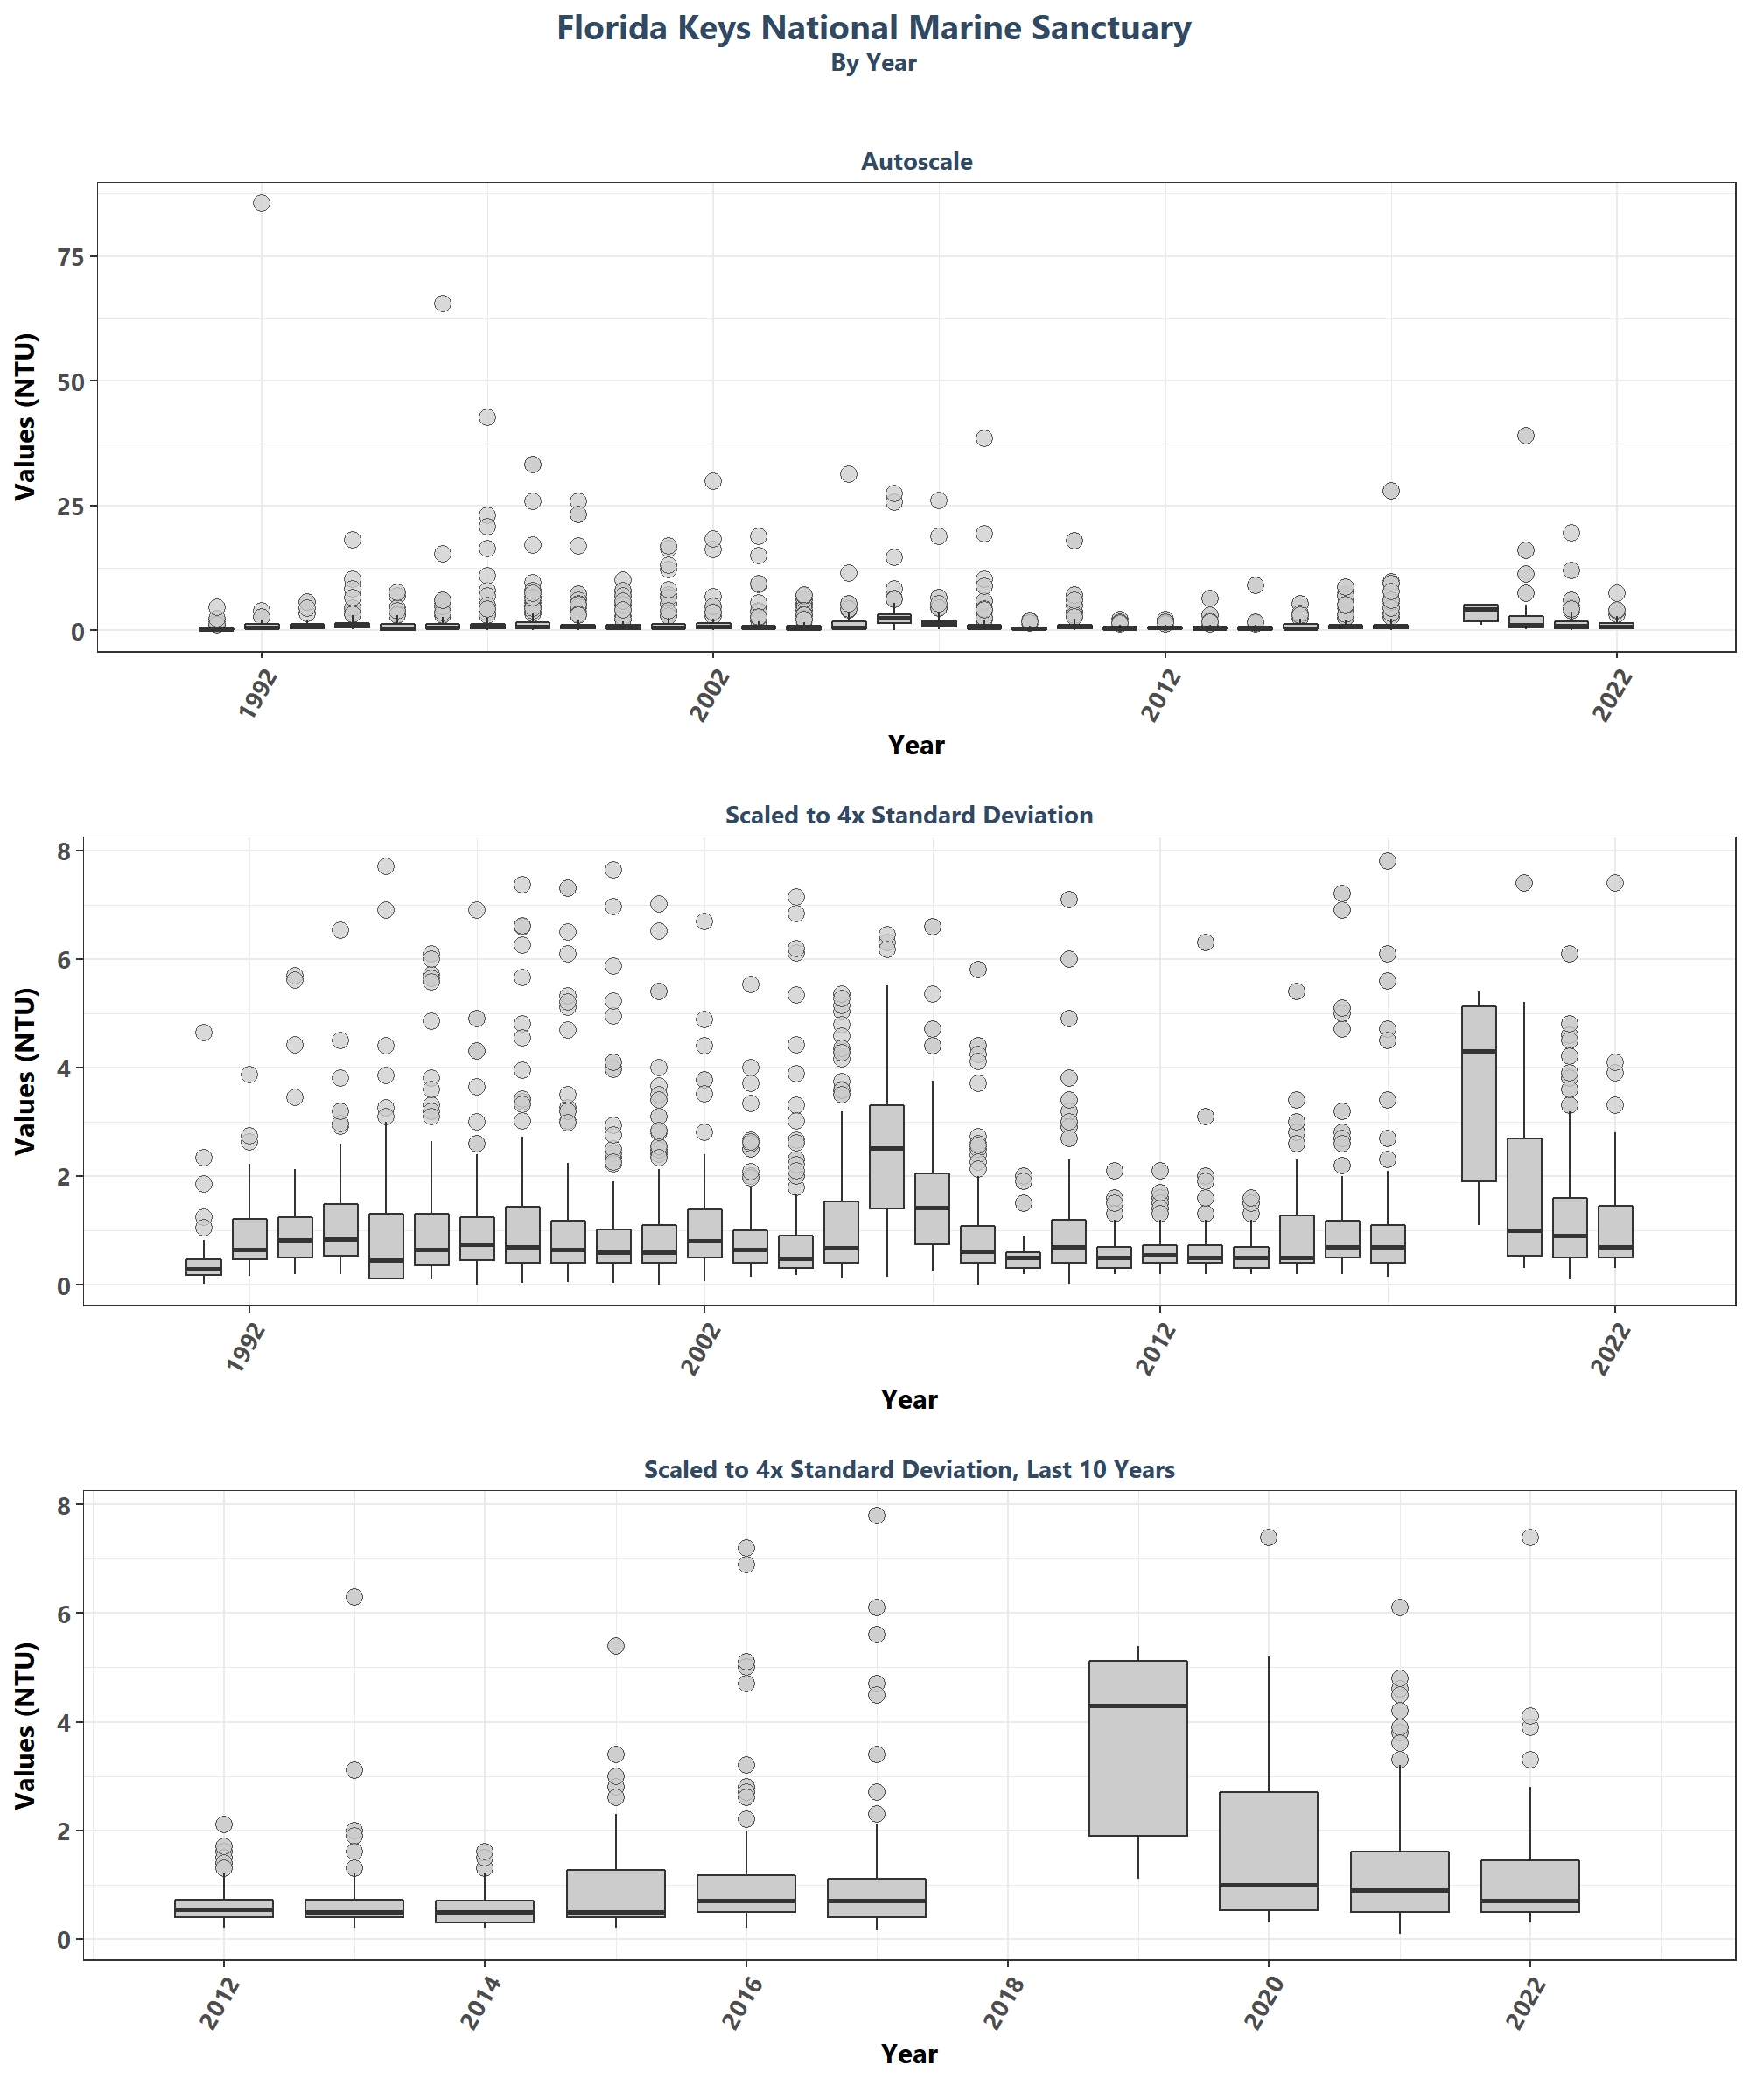 Florida Keys National Marine Sanctuary
By Year
Autoscale
Values (NTU)
75
50
25
0
1992
2002
2012
2022
Year
Scaled to 4x Standard Deviation
Values (NTU)
8
6
4
2
0
1992
2002
2012
2022
Year
Scaled to 4x Standard Deviation, Last 10 Years
Values (NTU)
8
6
4
2
0
2012
2014
2016
2018
2020
2022
Year